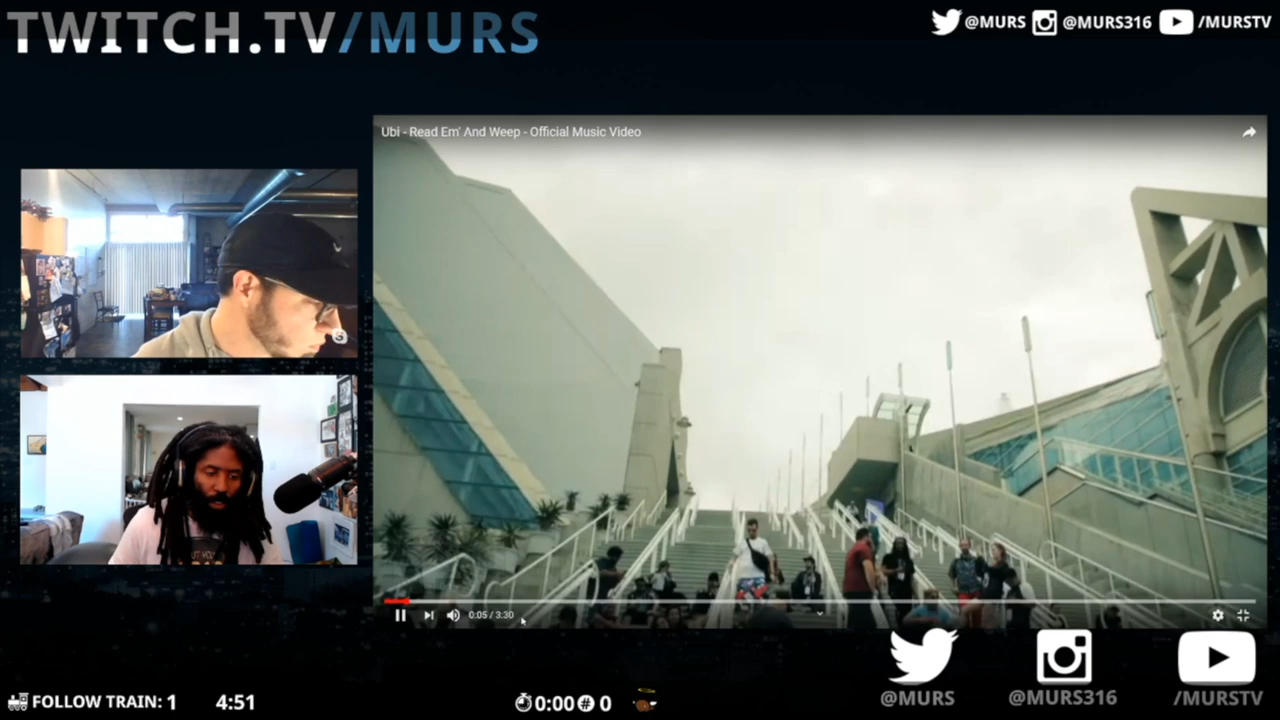 TWITCH.TV/MURS
@MURS @MURS316 /MURSTV
Ubi - Read Em' And Weep - Official Music Video
0:05 / 3:30
@MURS @MURS316 /MURSTV
FOLLOW TRAIN: 1 4:51 0:00 # 0